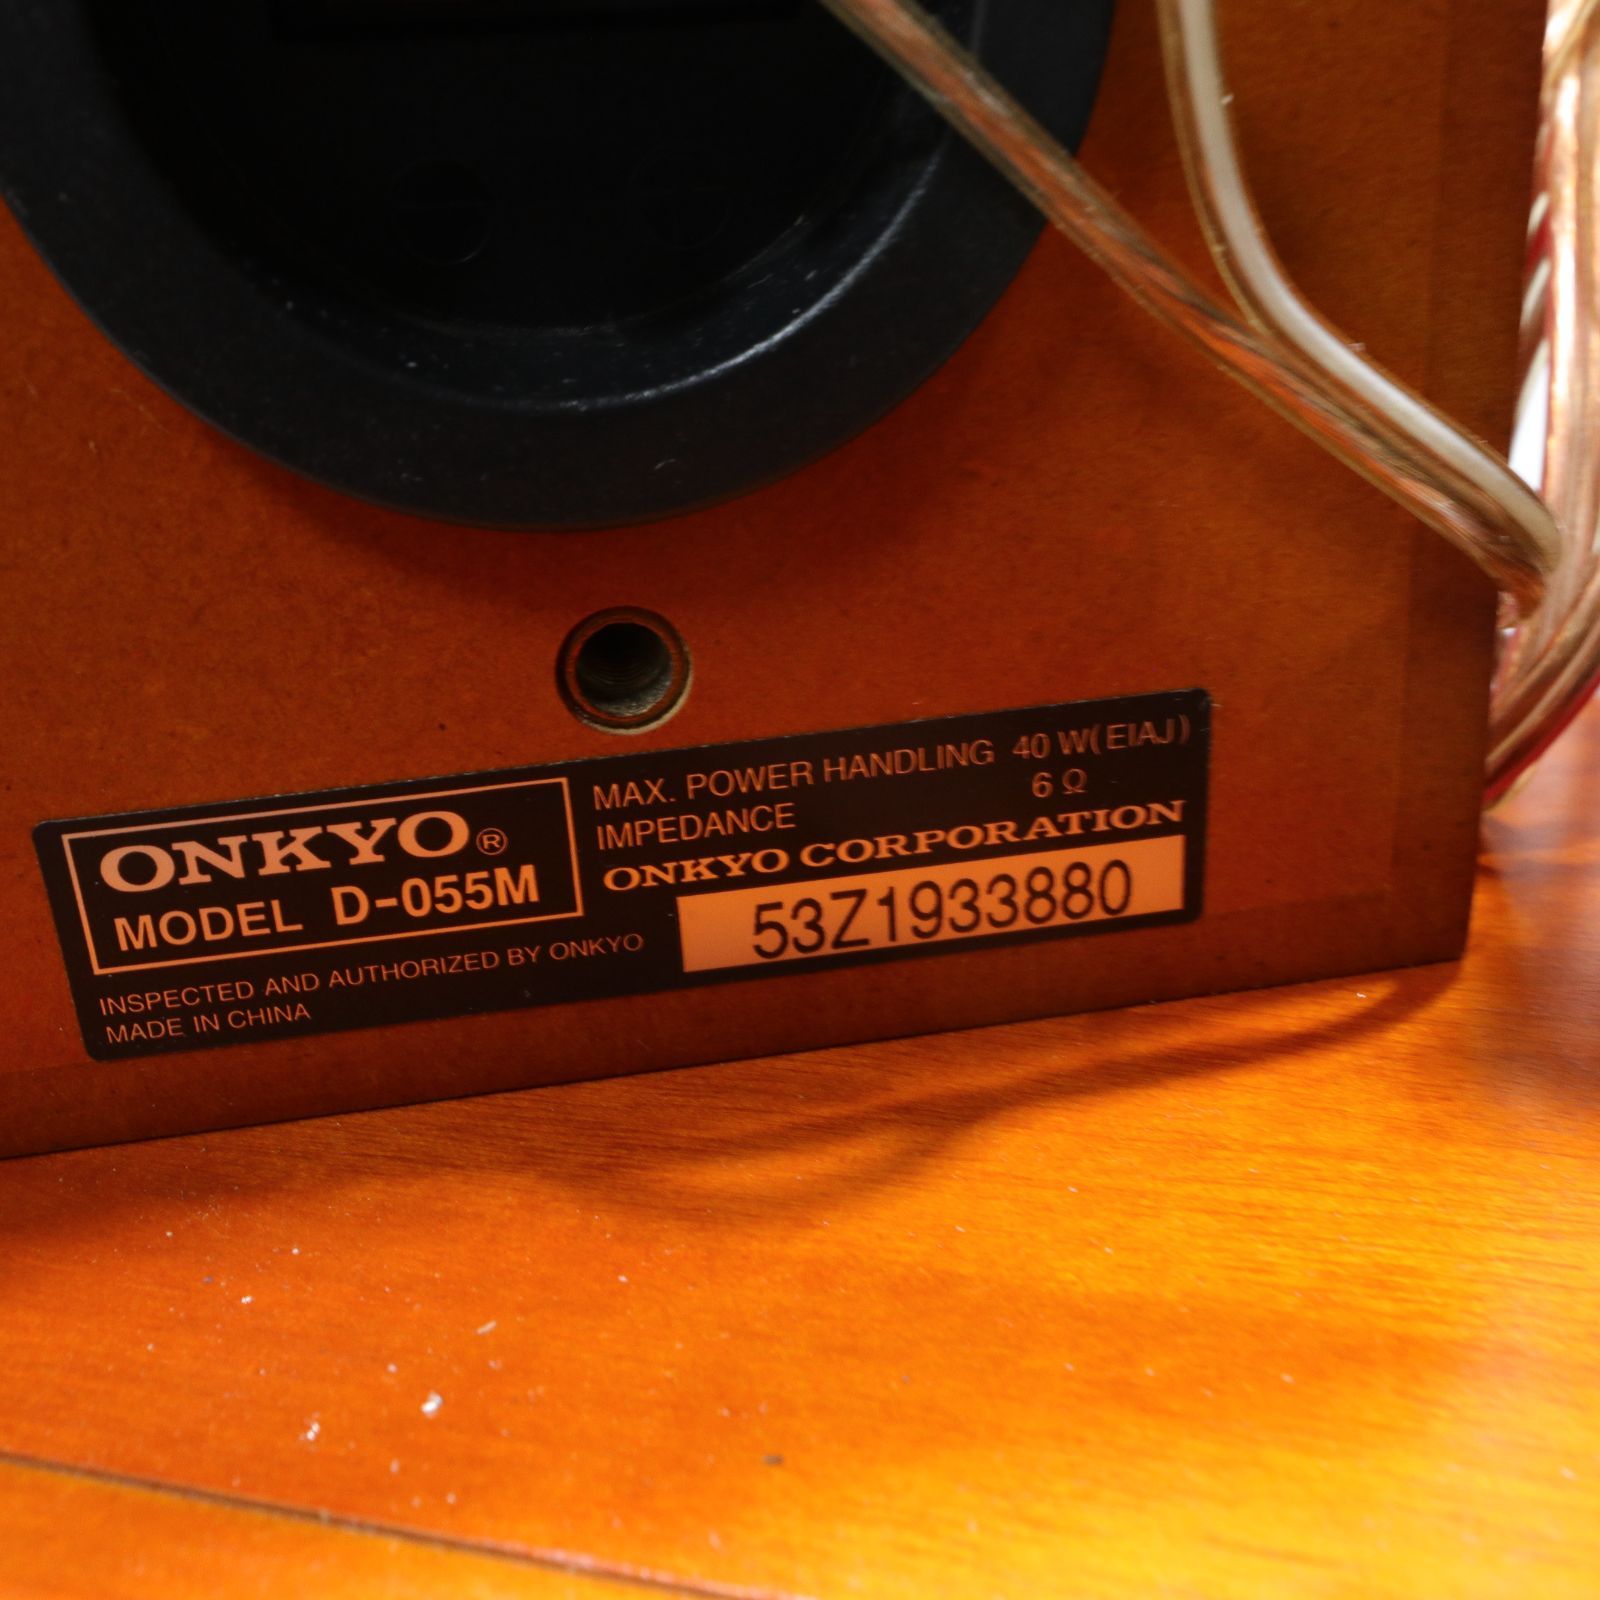 ONKYO®
MODEL D-055M
INSPECTED AND AUTHORIZED BY ONKYO
MADE IN CHINA
MAX. POWER HANDLING 40 W(EIAJ)
IMPEDANCE 6 Ω
ONKYO CORPORATION
53Z1933880